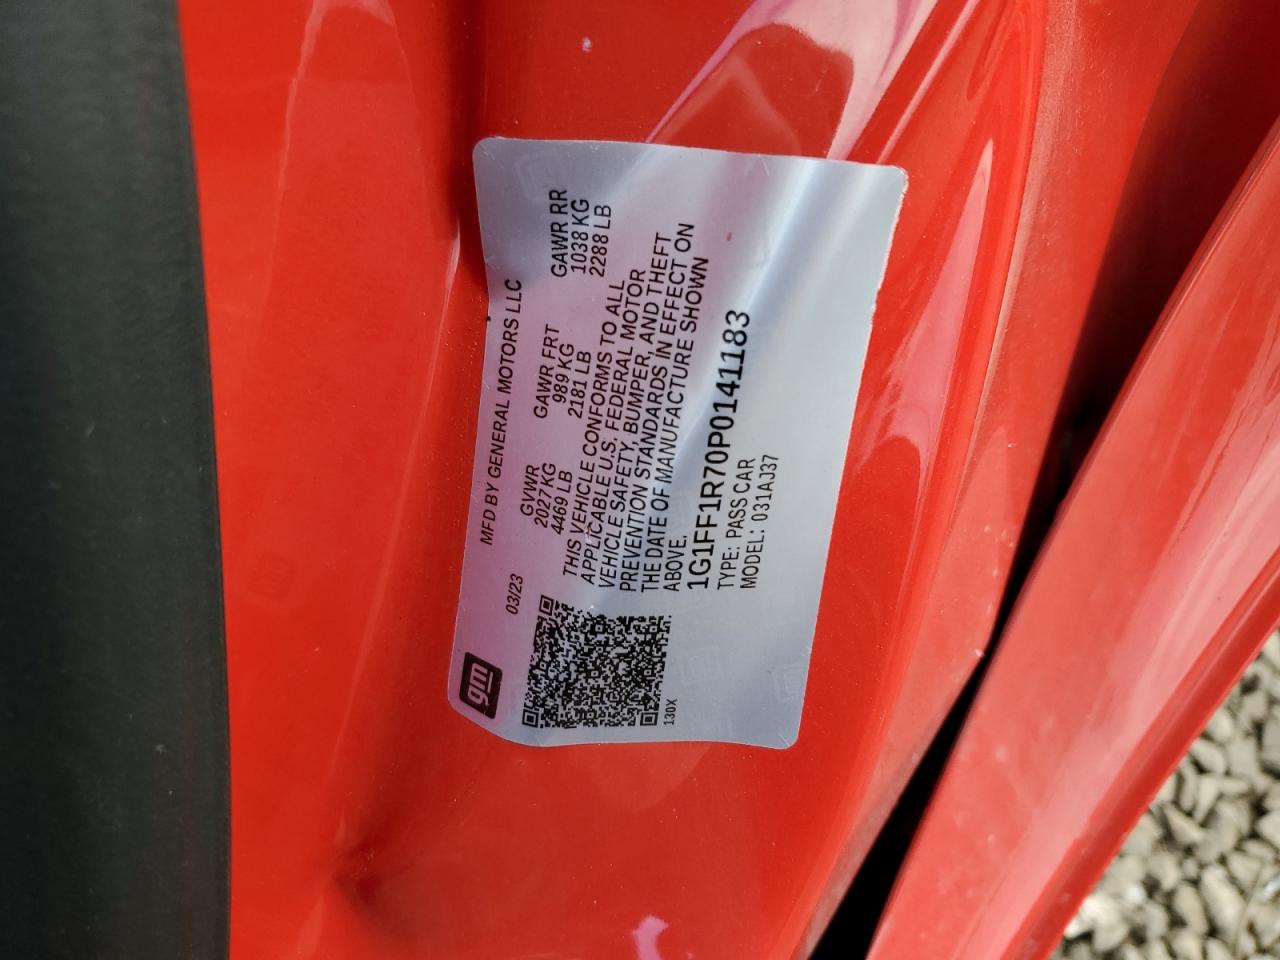 gm
03/23
MFD BY GENERAL MOTORS LLC
GVWR GAWR FRT GAWR RR
2027 KG 989 KG 1038 KG
4469 LB 2181 LB 2288 LB
THIS VEHICLE CONFORMS TO ALL
APPLICABLE U.S. FEDERAL MOTOR
VEHICLE SAFETY, BUMPER, AND THEFT
PREVENTION STANDARDS IN EFFECT ON
THE DATE OF MANUFACTURE SHOWN
ABOVE.
1G1FF1R70P0141183
TYPE: PASS CAR
MODEL: 031AJ37
130X